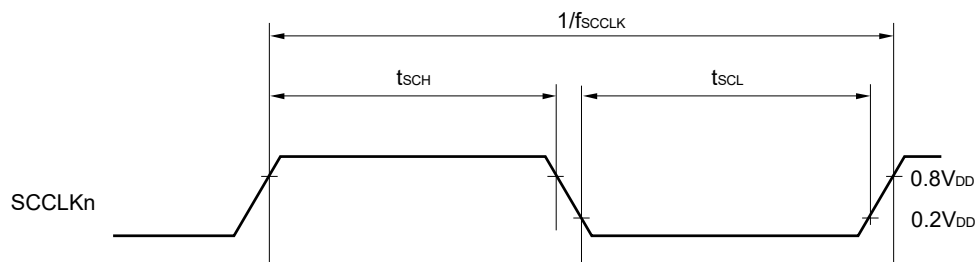 1/fSCCLK
tSCH
tSCL
SCCLKn
0.8VDD
0.2VDD